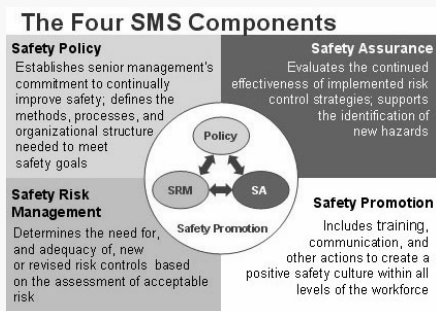 The Four SMS Components
Safety Policy
Establishes senior management's
commitment to continually
improve safety; defines the
methods, processes, and
organizational structure
needed to meet
safety goals
Safety Assurance
Evaluates the continued
effectiveness of implemented risk
control strategies; supports
the identification of
new hazards
Policy
SRM
SA
Safety Promotion
Safety Risk
Management
Determines the need for,
and adequacy of, new
or revised risk controls based
on the assessment of acceptable
risk
Safety Promotion
Includes training,
communication, and
other actions to create a
positive safety culture within all
levels of the workforce